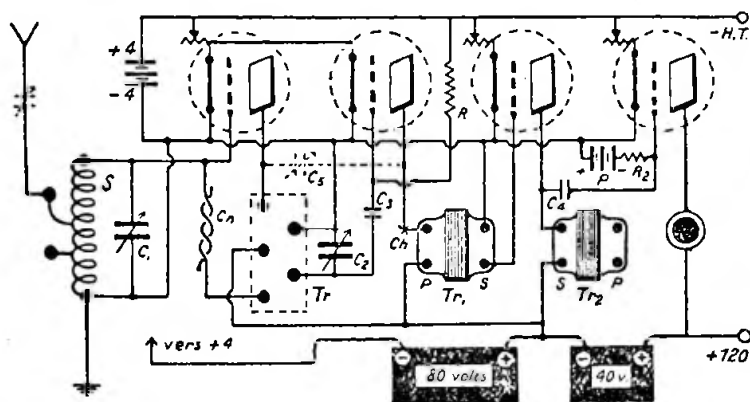 +4
-4
-H.T.
S
C1
Cn
C5
C3
R
Tr
C2
Ch
P Tr1 S
C4
P
R2
S Tr2 P
vers +4
- 80 volts +
- 40 v. +
+120